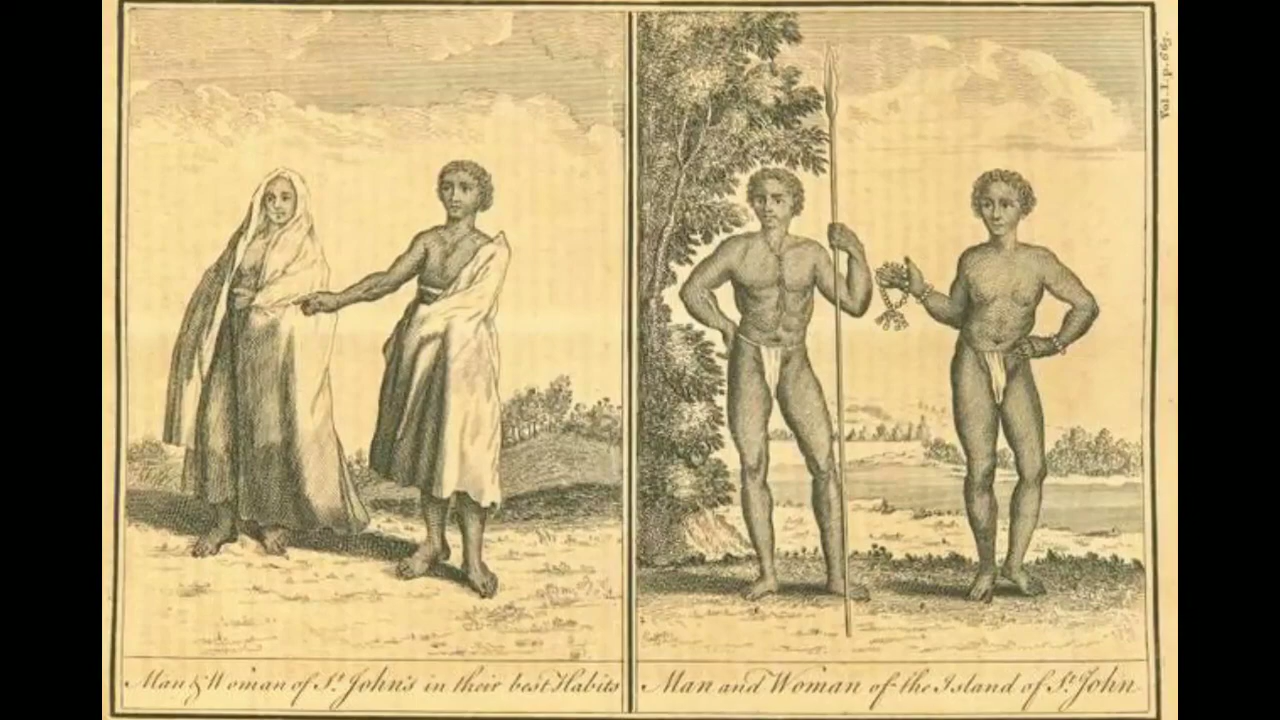 Vol. I. p. 663.
Man & Woman of St. John's in their best Habits
Man and Woman of the Island of St. John